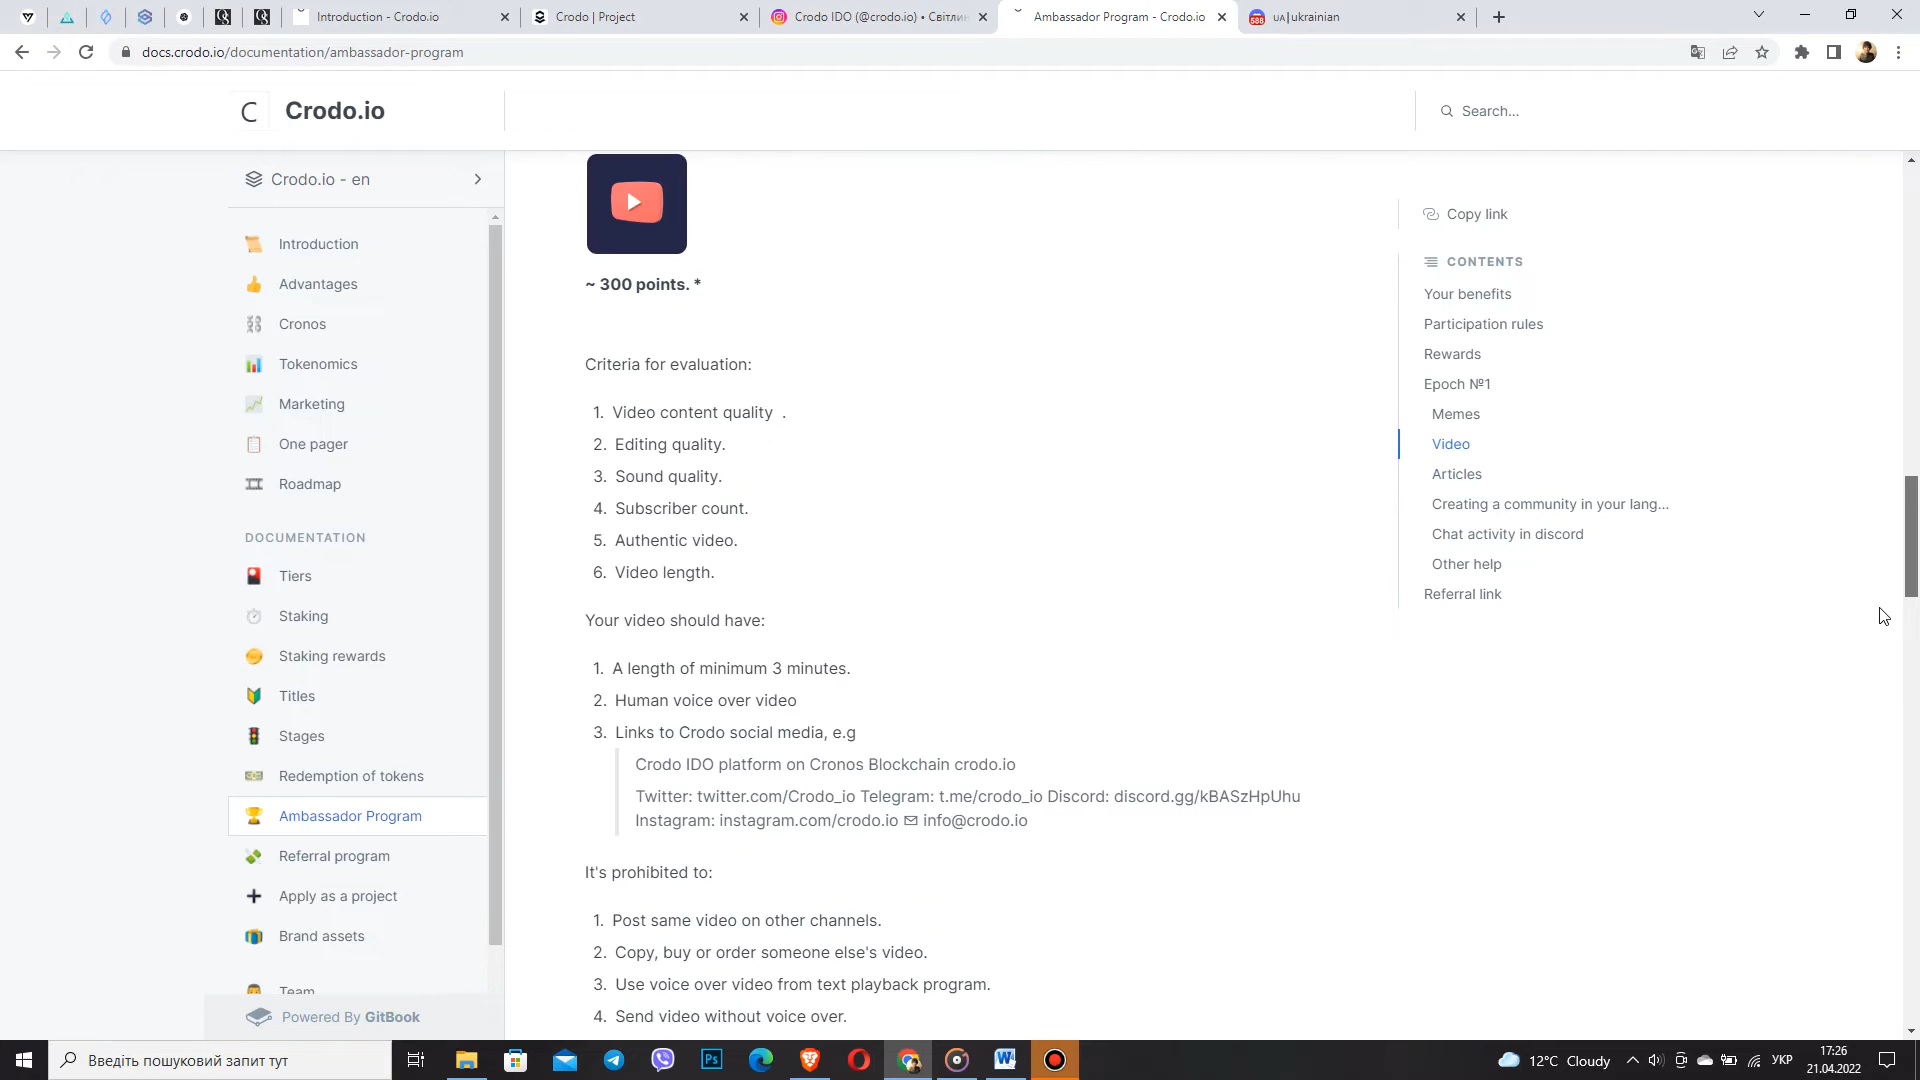 Introduction - Crodo.io
Crodo | Project
Crodo IDO (@crodo.io) • Світлин
Ambassador Program - Crodo.io
588
UA|ukrainian
docs.crodo.io/documentation/ambassador-program
C
Crodo.io
Search...
Crodo.io - en
Introduction
Advantages
Cronos
Tokenomics
Marketing
One pager
Roadmap
DOCUMENTATION
Tiers
Staking
Staking rewards
Titles
Stages
Redemption of tokens
Ambassador Program
Referral program
Apply as a project
Brand assets
Team
Powered By GitBook
~ 300 points. *
Criteria for evaluation:
1. Video content quality .
2. Editing quality.
3. Sound quality.
4. Subscriber count.
5. Authentic video.
6. Video length.
Your video should have:
1. A length of minimum 3 minutes.
2. Human voice over video
3. Links to Crodo social media, e.g
Crodo IDO platform on Cronos Blockchain crodo.io
Twitter: twitter.com/Crodo_io Telegram: t.me/crodo_io Discord: discord.gg/kBASzHpUhu
Instagram: instagram.com/crodo.io ✉ info@crodo.io
It's prohibited to:
1. Post same video on other channels.
2. Copy, buy or order someone else's video.
3. Use voice over video from text playback program.
4. Send video without voice over.
Copy link
CONTENTS
Your benefits
Participation rules
Rewards
Epoch №1
Memes
Video
Articles
Creating a community in your lang...
Chat activity in discord
Other help
Referral link
Введіть пошуковий запит тут
Ps
W
12°C Cloudy
УКР
17:26
21.04.2022